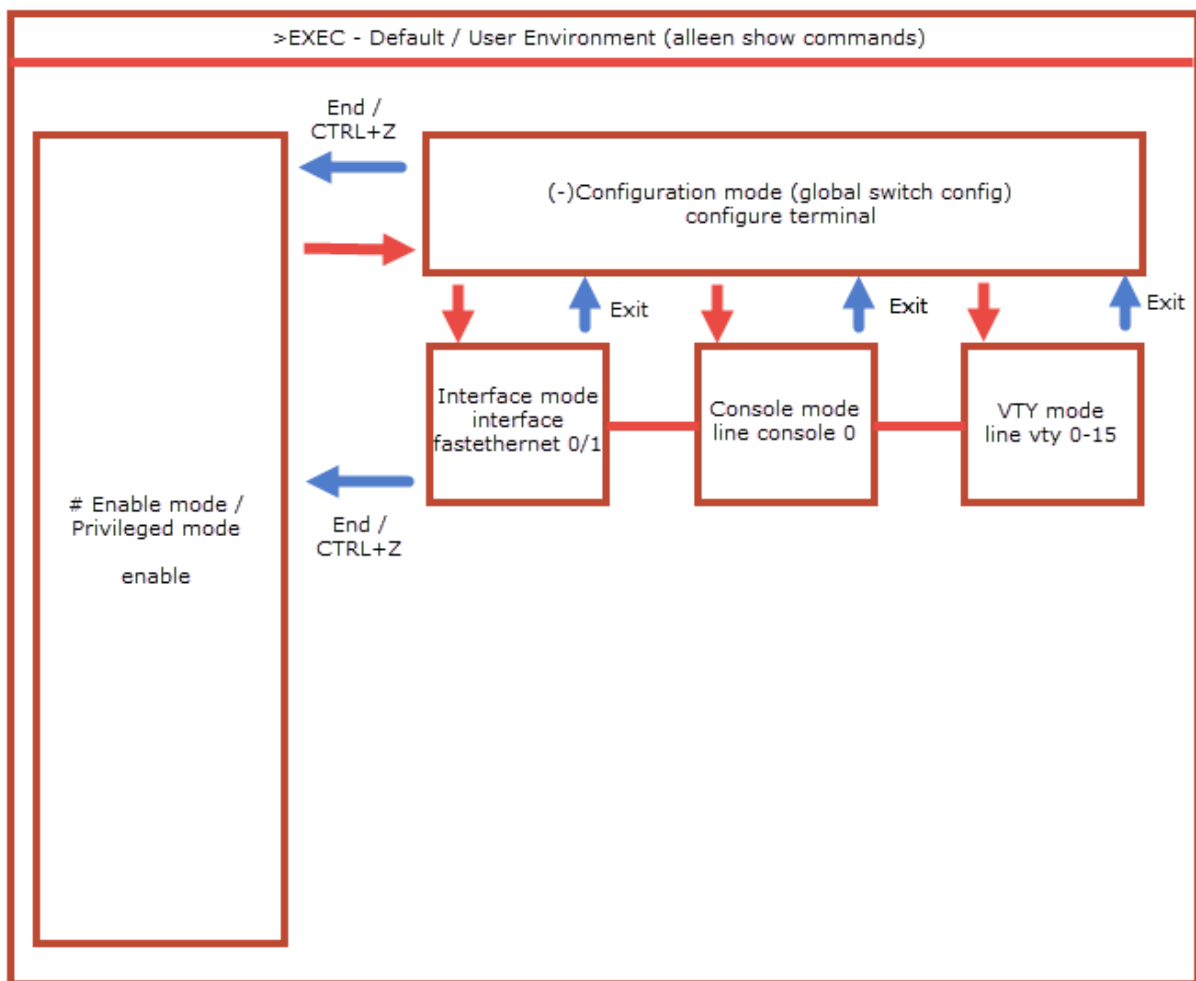 >EXEC - Default / User Environment (alleen show commands)
End /
CTRL+Z
(-)Configuration mode (global switch config)
configure terminal
Exit
Exit
Exit
Interface mode
interface
fastethernet 0/1
Console mode
line console 0
VTY mode
line vty 0-15
# Enable mode /
Privileged mode
enable
End /
CTRL+Z